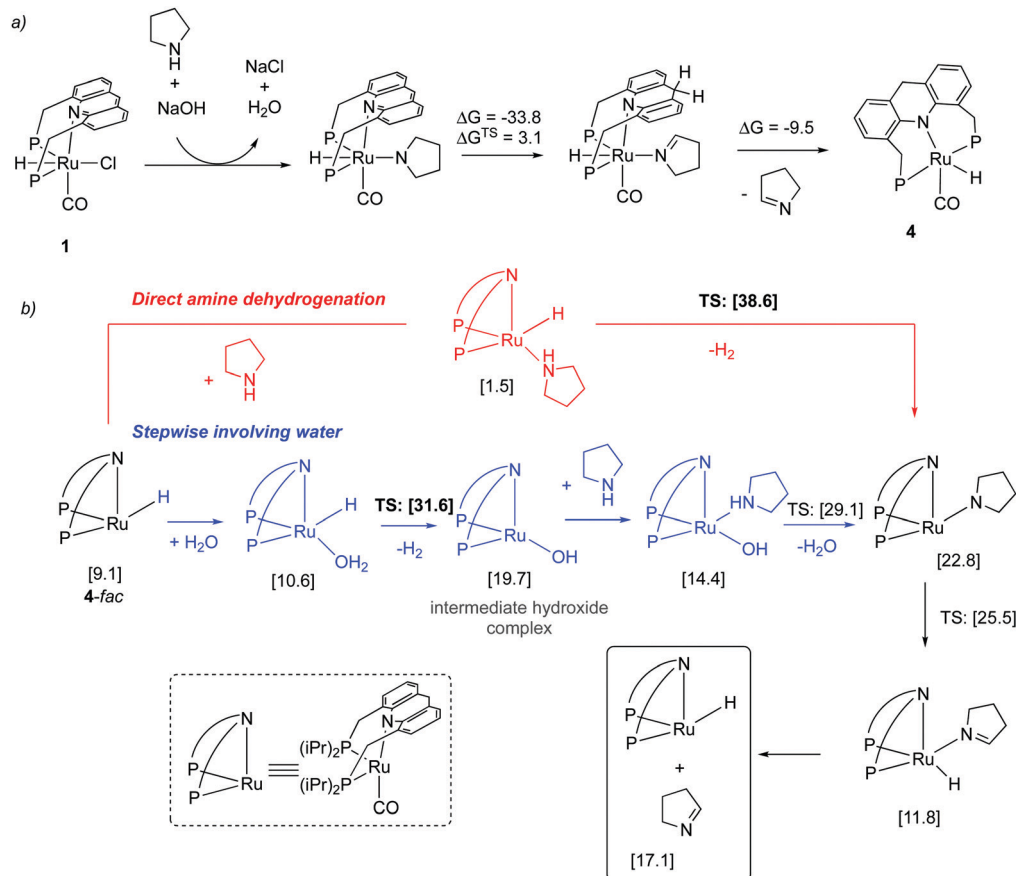 a)
N
H
+
NaOH
NaCl
+
H2O
N
P
H
Ru
Cl
P
CO
1
N
P
H
Ru
N
P
CO
ΔG = -33.8
ΔG^TS = 3.1
H
H
N
P
H
Ru
N
P
CO
ΔG = -9.5
-
N
N
P
Ru
H
P
CO
4
b)
Direct amine dehydrogenation
+
N
H
N
P
P
Ru
H
H
N
[1.5]
TS: [38.6]
-H2
Stepwise involving water
N
P
P
Ru
H
[9.1]
4-fac
+ H2O
N
P
P
Ru
H
OH2
[10.6]
TS: [31.6]
-H2
N
P
P
Ru
OH
[19.7]
intermediate hydroxide
complex
+
N
H
N
P
P
Ru
HN
OH
[14.4]
TS: [29.1]
-H2O
N
P
P
Ru
N
[22.8]
TS: [25.5]
N
P
P
Ru
N
H
[11.8]
N
P
P
Ru
H
+
N
[17.1]
N
P
P
Ru
N
(iPr)2P
(iPr)2P
Ru
CO